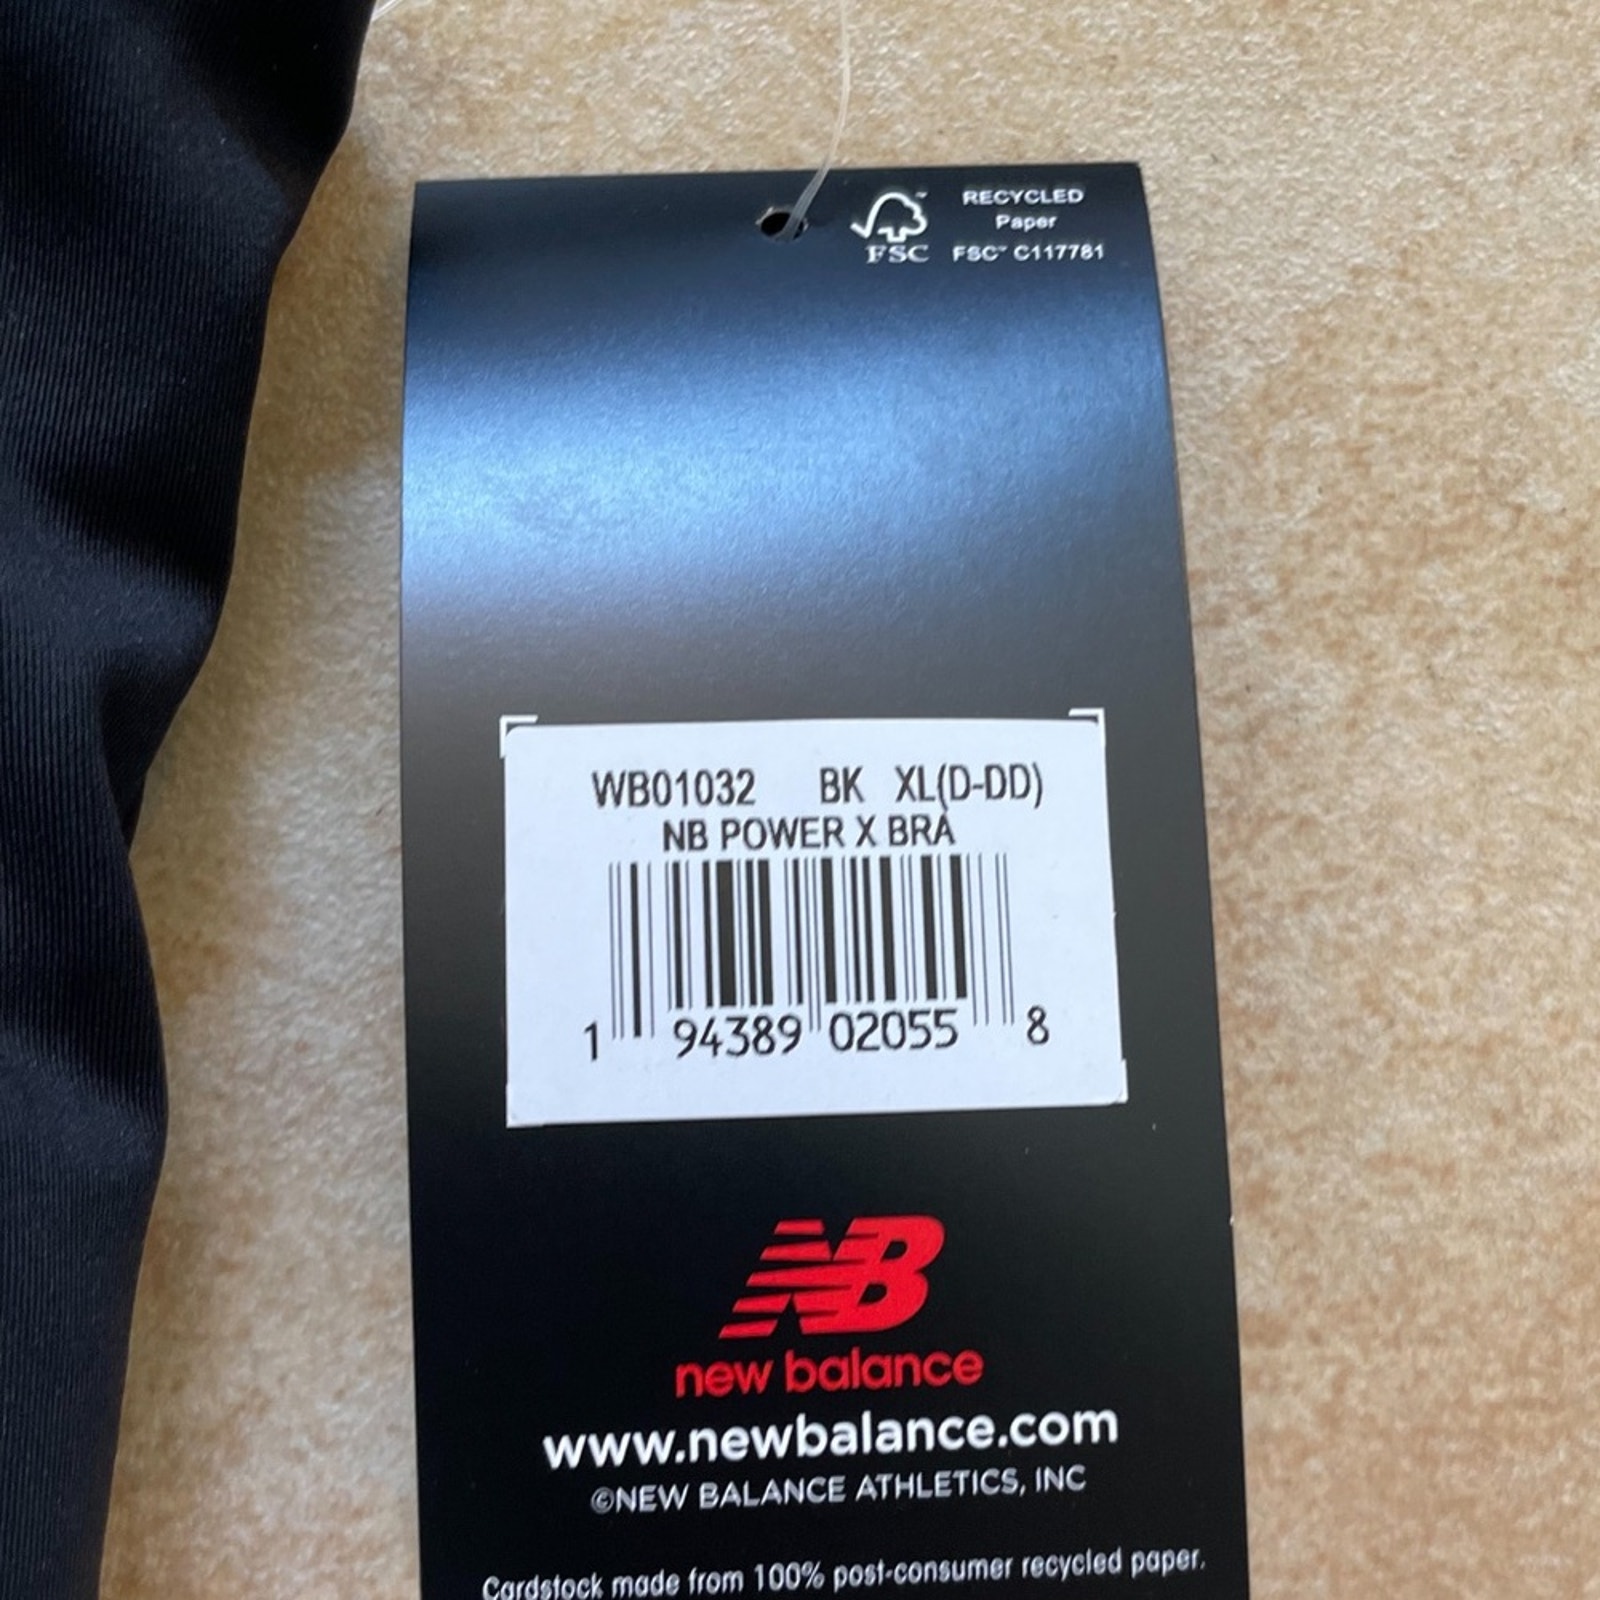 FSC™
RECYCLED
Paper
FSC™ C117781
WB01032 BK XL(D-DD)
NB POWER X BRA
1 94389 02055 8
NB
new balance
www.newbalance.com
©NEW BALANCE ATHLETICS, INC
Cardstock made from 100% post-consumer recycled paper.